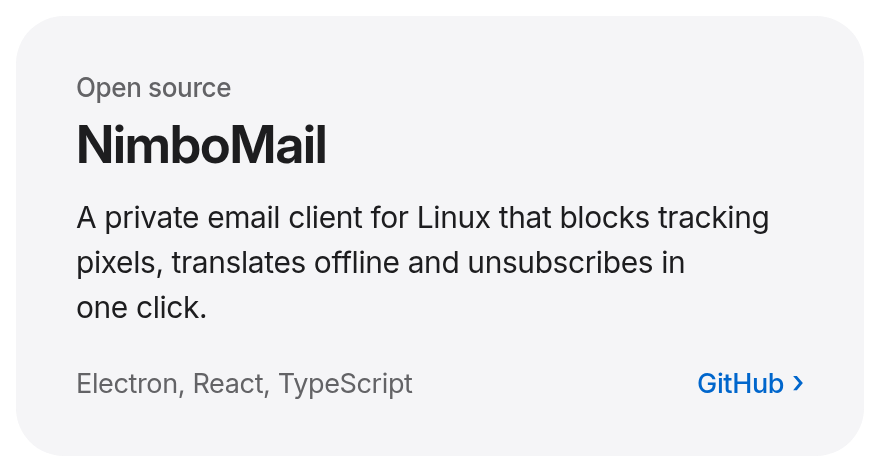 Open source
NimboMail
A private email client for Linux that blocks tracking
pixels, translates offline and unsubscribes in
one click.
Electron, React, TypeScript
GitHub ›